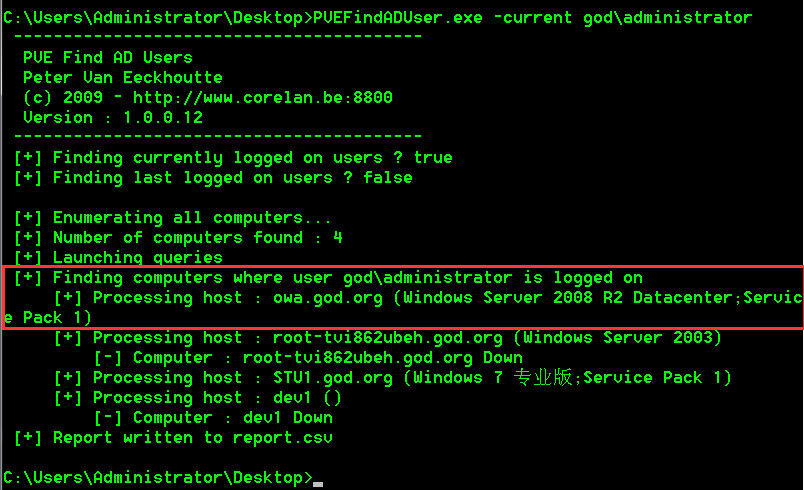 C:\Users\Administrator\Desktop>PVEFindADUser.exe -current god\administrator
-----------------------------------------
PVE Find AD Users
Peter Van Eeckhoutte
(c) 2009 - http://www.corelan.be:8800
Version : 1.0.0.12
-----------------------------------------
[+] Finding currently logged on users ? true
[+] Finding last logged on users ? false
[+] Enumerating all computers...
[+] Number of computers found : 4
[+] Launching queries
[+] Finding computers where user god\administrator is logged on
[+] Processing host : owa.god.org (Windows Server 2008 R2 Datacenter;Servic
e Pack 1)
[+] Processing host : root-tvi862ubeh.god.org (Windows Server 2003)
[-] Computer : root-tvi862ubeh.god.org Down
[+] Processing host : STU1.god.org (Windows 7 专业版;Service Pack 1)
[+] Processing host : dev1 ()
[-] Computer : dev1 Down
[+] Report written to report.csv
C:\Users\Administrator\Desktop>